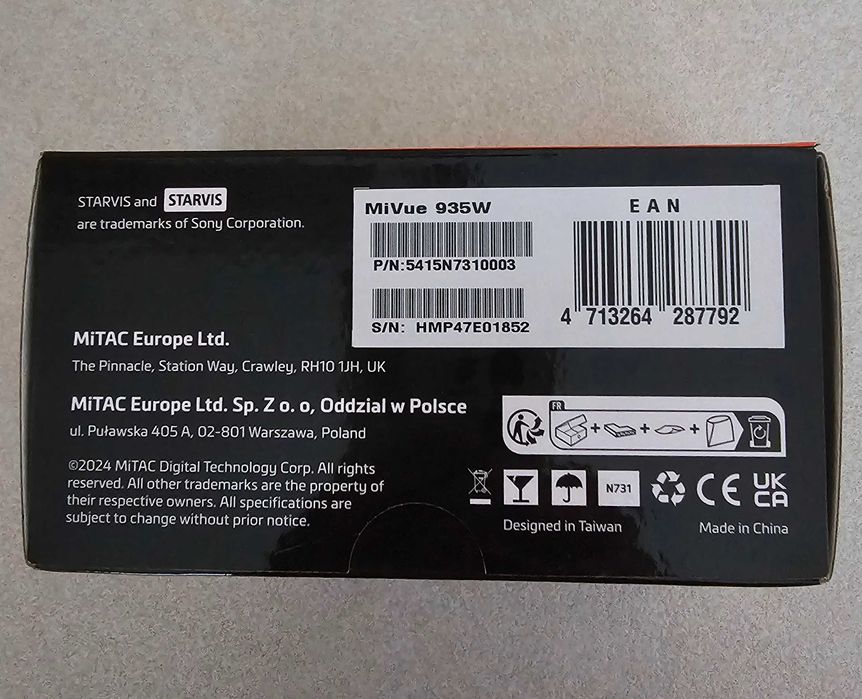 STARVIS and STARVIS
are trademarks of Sony Corporation.
MiVue 935W
P/N:5415N7310003
S/N: HMP47E01852
EAN
4 713264 287792
MiTAC Europe Ltd.
The Pinnacle, Station Way, Crawley, RH10 1JH, UK
MiTAC Europe Ltd. Sp. Z o. o, Oddzial w Polsce
ul. Puławska 405 A, 02-801 Warszawa, Poland
©2024 MiTAC Digital Technology Corp. All rights
reserved. All other trademarks are the property of
their respective owners. All specifications are
subject to change without prior notice.
FR
+ + +
N731
CE
UK
CA
Designed in Taiwan
Made in China